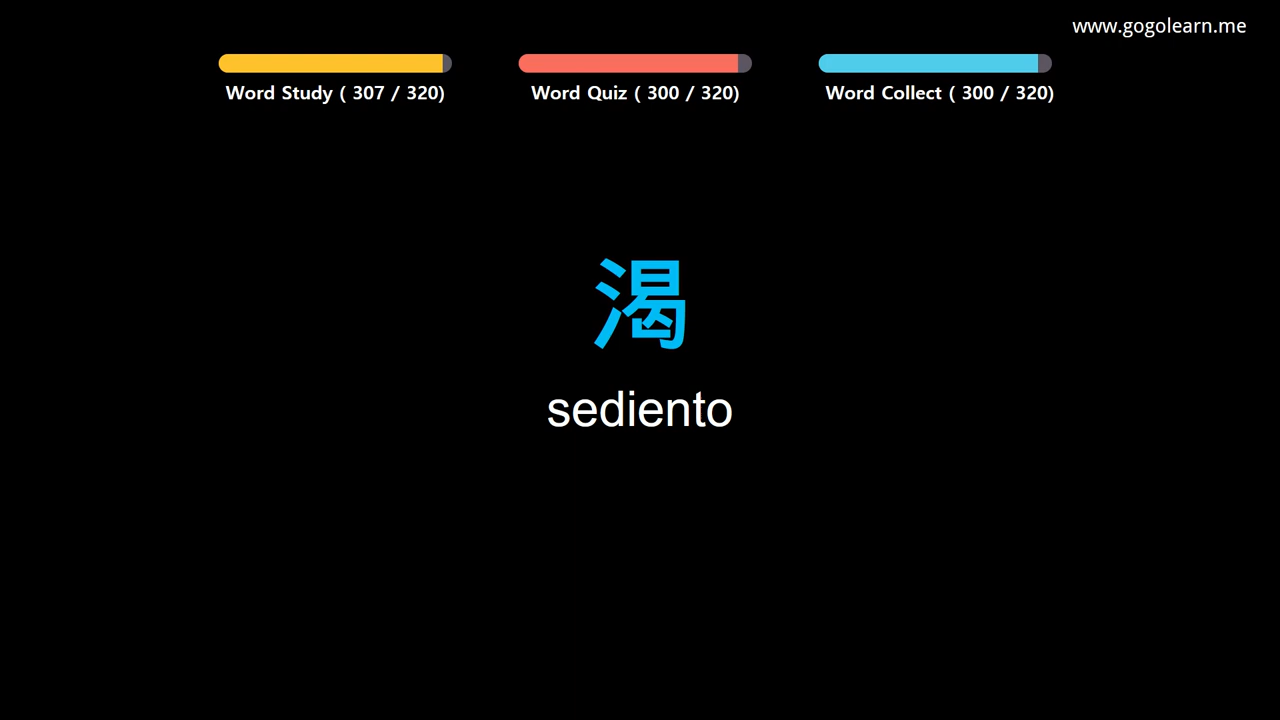 www.gogolearn.me
Word Study ( 307 / 320)
Word Quiz ( 300 / 320)
Word Collect ( 300 / 320)
渴
sediento